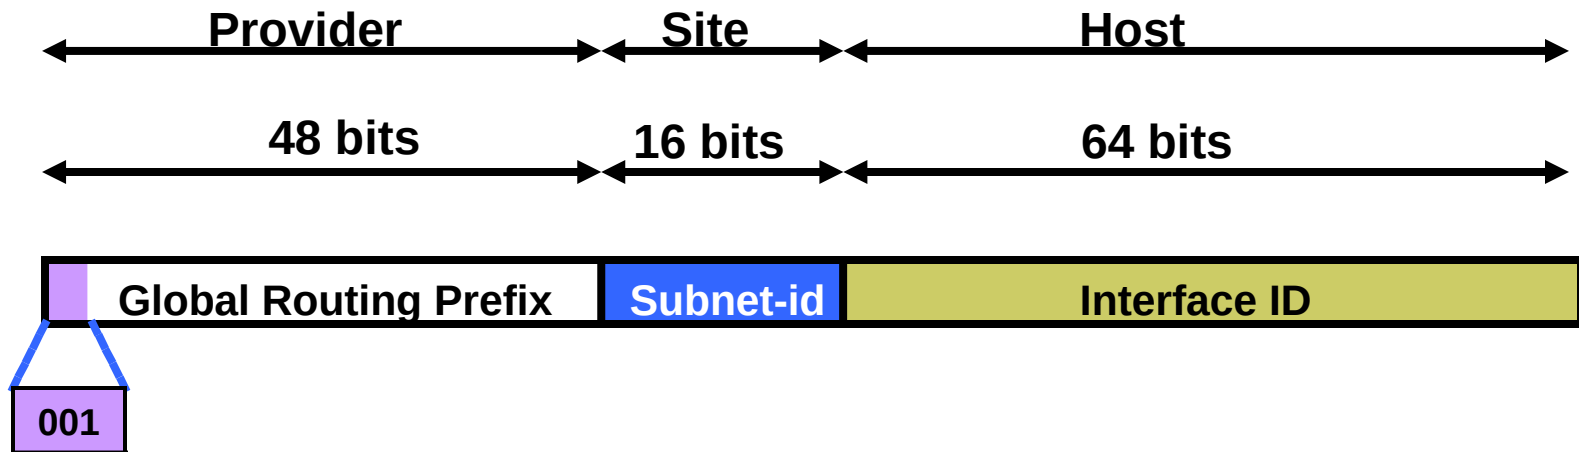 Provider Site Host
48 bits 16 bits 64 bits
Global Routing Prefix Subnet-id Interface ID
001